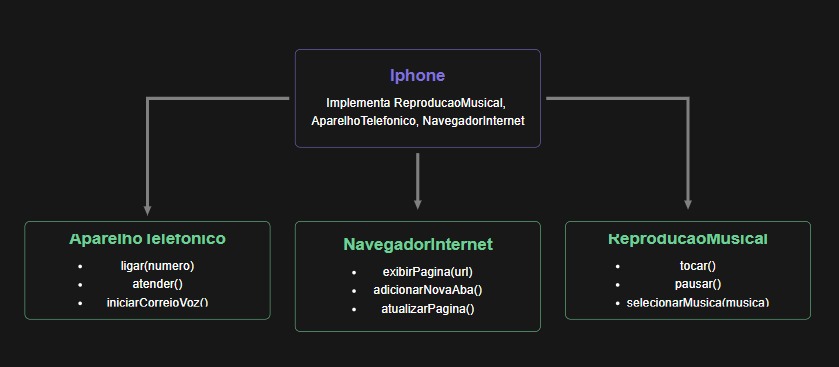 Iphone
Implementa ReproducaoMusical,
AparelhoTelefonico, NavegadorInternet
AparelhoTelefonico
ligar(numero)
atender()
iniciarCorreioVoz()
NavegadorInternet
exibirPagina(url)
adicionarNovaAba()
atualizarPagina()
ReproducaoMusical
tocar()
pausar()
selecionarMusica(musica)